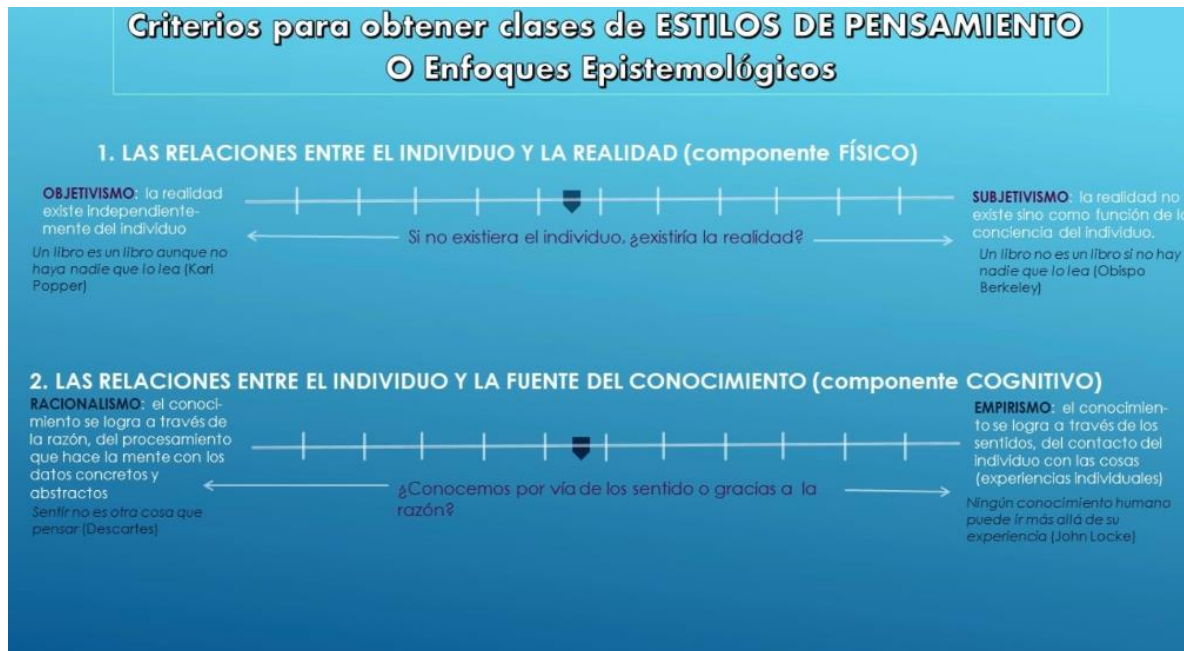 Criterios para obtener clases de ESTILOS DE PENSAMIENTO
O Enfoques Epistemológicos
1. LAS RELACIONES ENTRE EL INDIVIDUO Y LA REALIDAD (componente FÍSICO)
OBJETIVISMO: la realidad
existe independiente-
mente del individuo
Un libro es un libro aunque no
haya nadie que lo lea (Karl
Popper)
Si no existiera el individuo, ¿existiría la realidad?
SUBJETIVISMO: la realidad no
existe sino como función de la
conciencia del individuo.
Un libro no es un libro si no hay
nadie que lo lea (Obispo
Berkeley)
2. LAS RELACIONES ENTRE EL INDIVIDUO Y LA FUENTE DEL CONOCIMIENTO (componente COGNITIVO)
RACIONALISMO: el conoci-
miento se logra a través de
la razón, del procesamiento
que hace la mente con los
datos concretos y
abstractos
Sentir no es otra cosa que
pensar (Descartes)
¿Conocemos por vía de los sentido o gracias a la
razón?
EMPIRISMO: el conocimien-
to se logra a través de los
sentidos, del contacto del
individuo con las cosas
(experiencias individuales)
Ningún conocimiento humano
puede ir más allá de su
experiencia (John Locke)